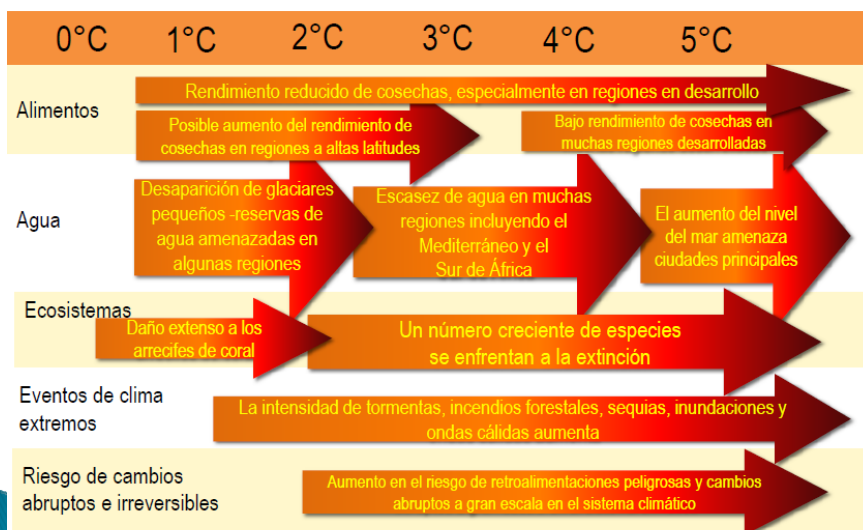 0°C 1°C 2°C 3°C 4°C 5°C
Alimentos
Rendimiento reducido de cosechas, especialmente en regiones en desarrollo
Posible aumento del rendimiento de
cosechas en regiones a altas latitudes
Bajo rendimiento de cosechas en
muchas regiones desarrolladas
Agua
Desaparición de glaciares
pequeños -reservas de
agua amenazadas en
algunas regiones
Escasez de agua en muchas
regiones incluyendo el
Mediterráneo y el
Sur de África
El aumento del nivel
del mar amenaza
ciudades principales
Ecosistemas
Daño extenso a los
arrecifes de coral
Un número creciente de especies
se enfrentan a la extinción
Eventos de clima
extremos
La intensidad de tormentas, incendios forestales, sequias, inundaciones y
ondas cálidas aumenta
Riesgo de cambios
abruptos e irreversibles
Aumento en el riesgo de retroalimentaciones peligrosas y cambios
abruptos a gran escala en el sistema climático